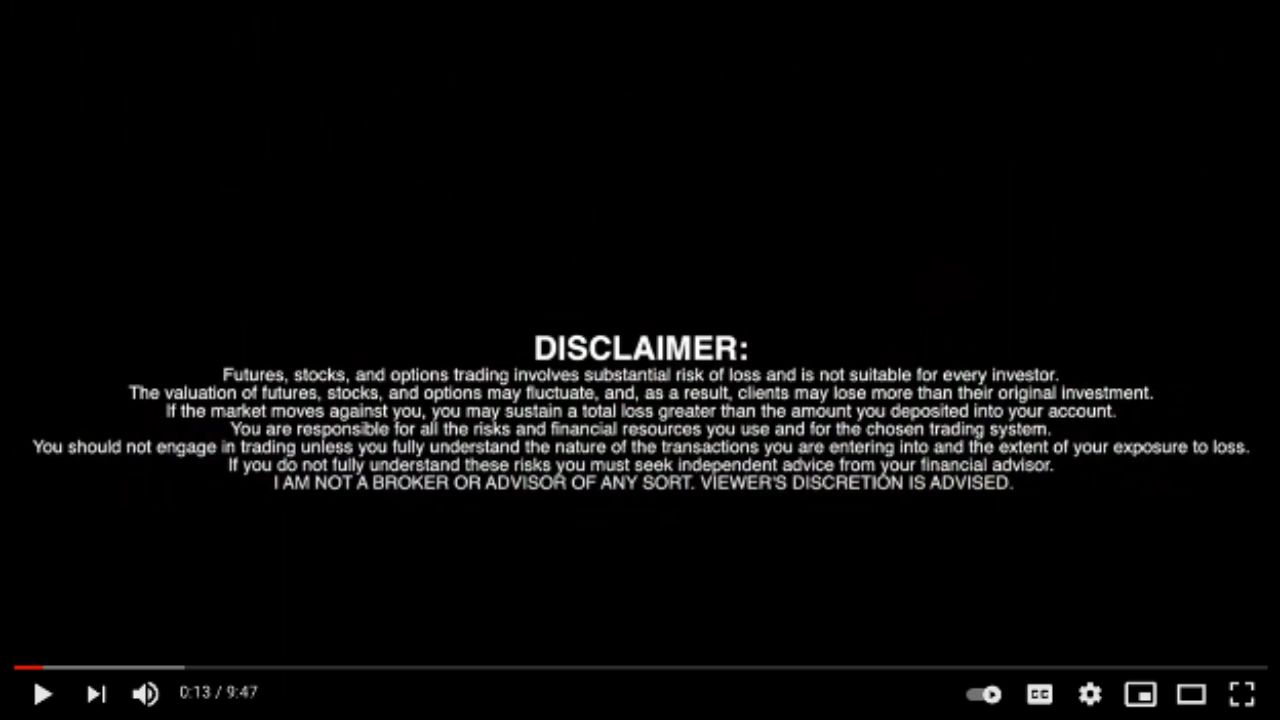 DISCLAIMER:
Futures, stocks, and options trading involves substantial risk of loss and is not suitable for every investor.
The valuation of futures, stocks, and options may fluctuate, and, as a result, clients may lose more than their original investment.
If the market moves against you, you may sustain a total loss greater than the amount you deposited into your account.
You are responsible for all the risks and financial resources you use and for the chosen trading system.
You should not engage in trading unless you fully understand the nature of the transactions you are entering into and the extent of your exposure to loss.
If you do not fully understand these risks you must seek independent advice from your financial advisor.
I AM NOT A BROKER OR ADVISOR OF ANY SORT. VIEWER'S DISCRETION IS ADVISED.
0:13 / 9:47
CC